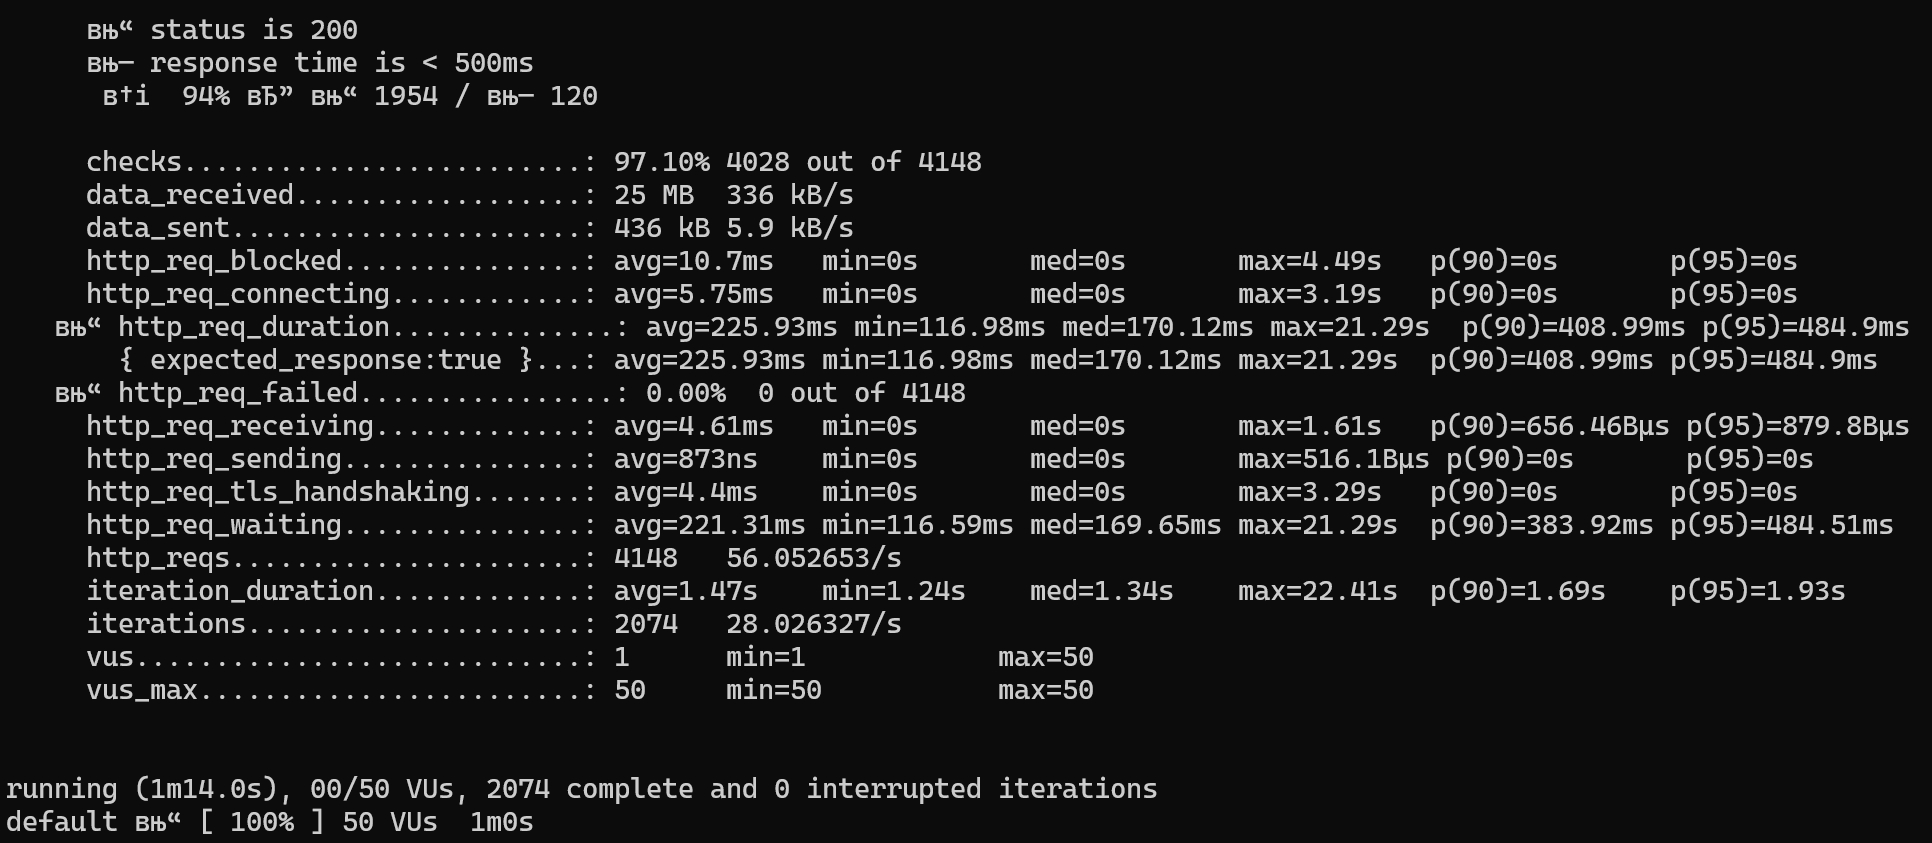 вњ“ status is 200
вњ— response time is < 500ms
в†і  94% вЂ” вњ“ 1954 / вњ— 120
checks.........................: 97.10% 4028 out of 4148
data_received..................: 25 MB  336 kB/s
data_sent......................: 436 kB 5.9 kB/s
http_req_blocked...............: avg=10.7ms   min=0s       med=0s       max=4.49s   p(90)=0s       p(95)=0s
http_req_connecting............: avg=5.75ms   min=0s       med=0s       max=3.19s   p(90)=0s       p(95)=0s
вњ“ http_req_duration..............: avg=225.93ms min=116.98ms med=170.12ms max=21.29s  p(90)=408.99ms p(95)=484.9ms
{ expected_response:true }...: avg=225.93ms min=116.98ms med=170.12ms max=21.29s  p(90)=408.99ms p(95)=484.9ms
вњ“ http_req_failed................: 0.00%  0 out of 4148
http_req_receiving.............: avg=4.61ms   min=0s       med=0s       max=1.61s   p(90)=656.46Вµs p(95)=879.8Вµs
http_req_sending...............: avg=873ns    min=0s       med=0s       max=516.1Вµs p(90)=0s       p(95)=0s
http_req_tls_handshaking.......: avg=4.4ms    min=0s       med=0s       max=3.29s   p(90)=0s       p(95)=0s
http_req_waiting...............: avg=221.31ms min=116.59ms med=169.65ms max=21.29s  p(90)=383.92ms p(95)=484.51ms
http_reqs......................: 4148   56.052653/s
iteration_duration.............: avg=1.47s    min=1.24s    med=1.34s    max=22.41s  p(90)=1.69s    p(95)=1.93s
iterations.....................: 2074   28.026327/s
vus............................: 1      min=1            max=50
vus_max........................: 50     min=50           max=50
running (1m14.0s), 00/50 VUs, 2074 complete and 0 interrupted iterations
default вњ“ [ 100% ] 50 VUs  1m0s